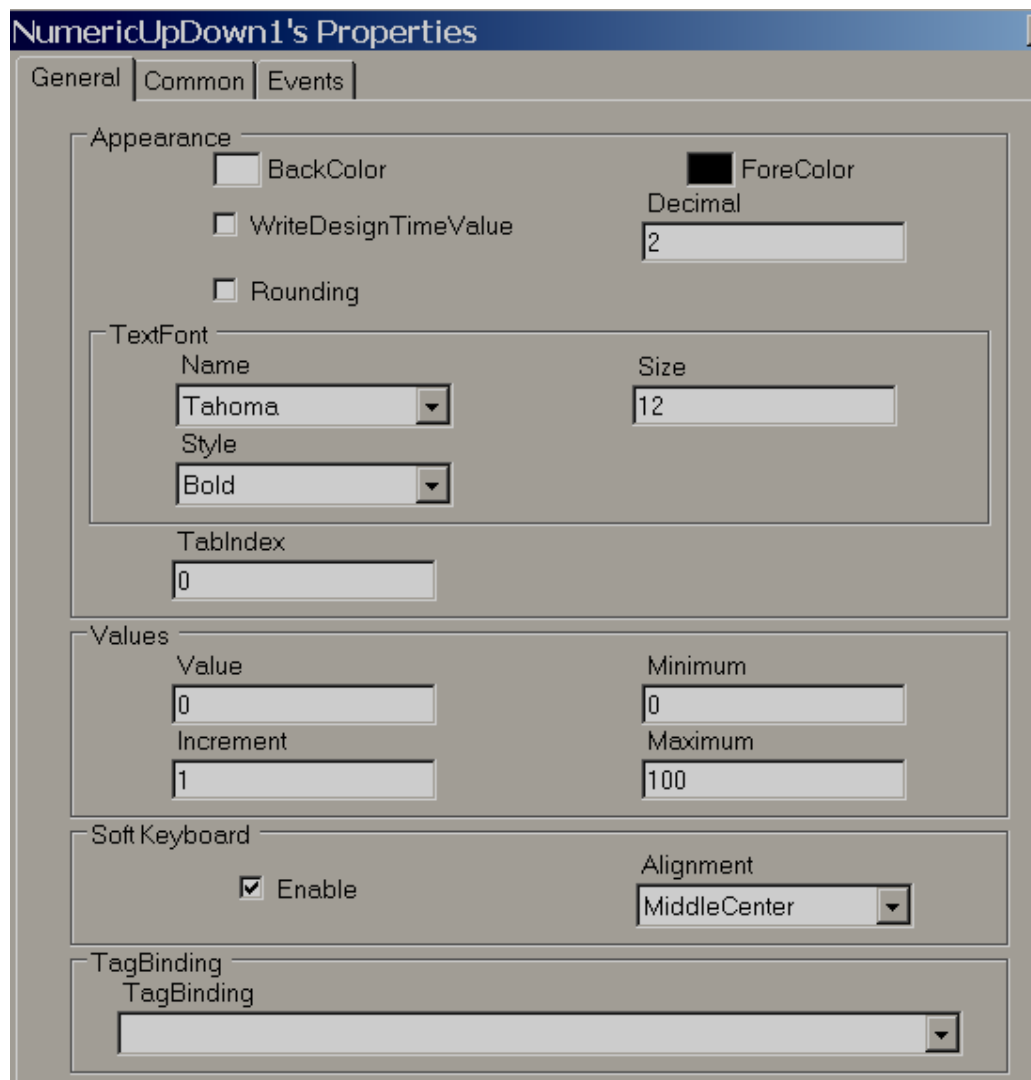 NumericUpDown1's Properties
General Common Events
Appearance
BackColor ForeColor
WriteDesignTimeValue
Decimal
2
Rounding
TextFont
Name Size
Tahoma 12
Style
Bold
TabIndex
0
Values
Value Minimum
0 0
Increment Maximum
1 100
Soft Keyboard
Enable
Alignment
MiddleCenter
TagBinding
TagBinding